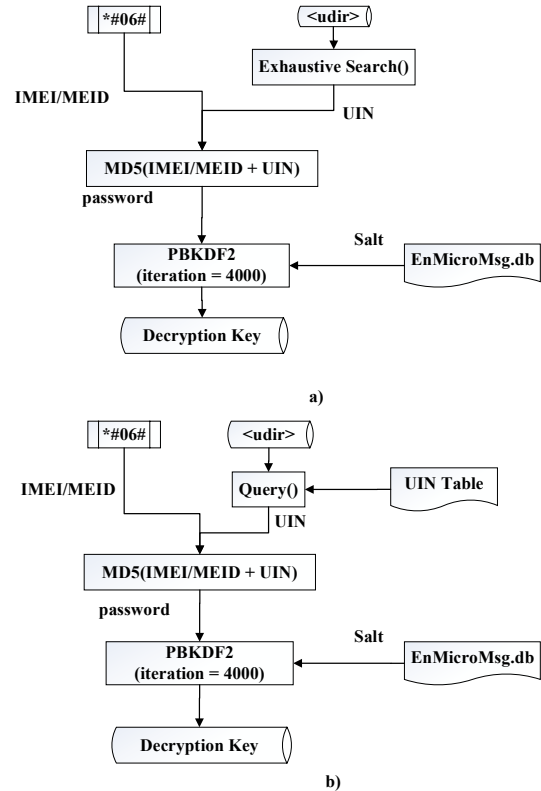 *#06#
<udir>
Exhaustive Search()
IMEI/MEID
UIN
MD5(IMEI/MEID + UIN)
password
PBKDF2
(iteration = 4000)
Salt
EnMicroMsg.db
Decryption Key
a)
*#06#
<udir>
IMEI/MEID
Query()
UIN Table
UIN
MD5(IMEI/MEID + UIN)
password
PBKDF2
(iteration = 4000)
Salt
EnMicroMsg.db
Decryption Key
b)